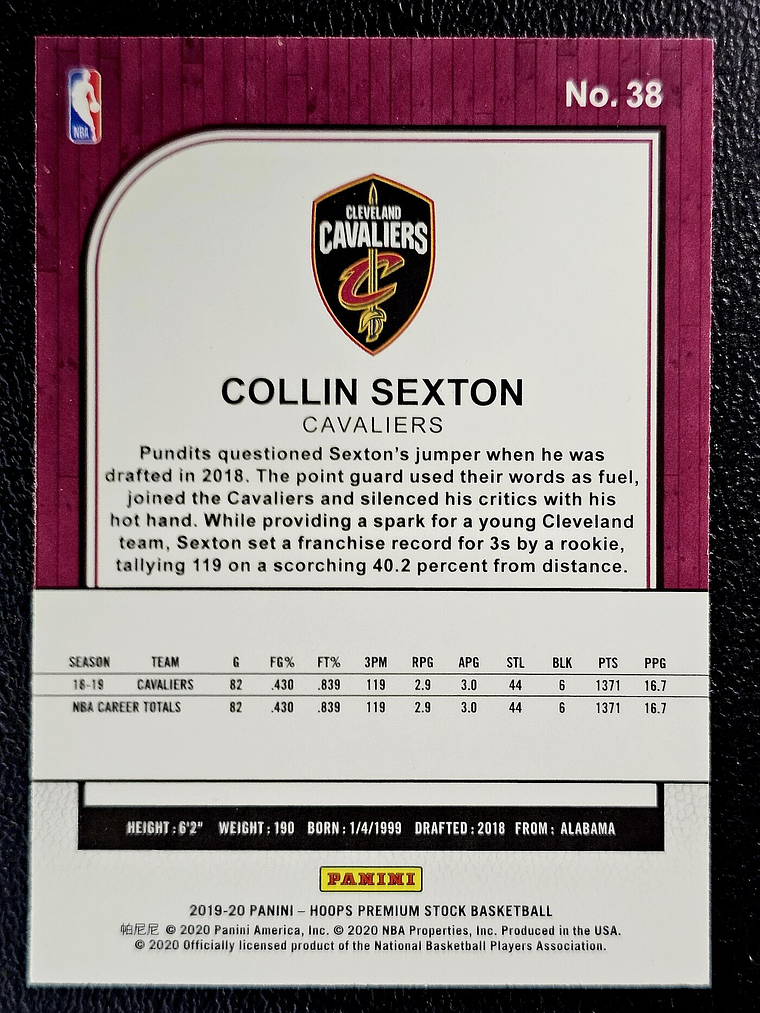 NBA
No. 38
CLEVELAND
CAVALIERS
C
COLLIN SEXTON
CAVALIERS
Pundits questioned Sexton's jumper when he was
drafted in 2018. The point guard used their words as fuel,
joined the Cavaliers and silenced his critics with his
hot hand. While providing a spark for a young Cleveland
team, Sexton set a franchise record for 3s by a rookie,
tallying 119 on a scorching 40.2 percent from distance.
SEASON TEAM G FG% FT% 3PM RPG APG STL BLK PTS PPG
18-19 CAVALIERS 82 .430 .839 119 2.9 3.0 44 6 1371 16.7
NBA CAREER TOTALS 82 .430 .839 119 2.9 3.0 44 6 1371 16.7
HEIGHT: 6'2" WEIGHT: 190 BORN: 1/4/1999 DRAFTED: 2018 FROM: ALABAMA
PANINI
2019-20 PANINI – HOOPS PREMIUM STOCK BASKETBALL
帕尼尼 © 2020 Panini America, Inc. © 2020 NBA Properties, Inc. Produced in the USA.
© 2020 Officially licensed product of the National Basketball Players Association.